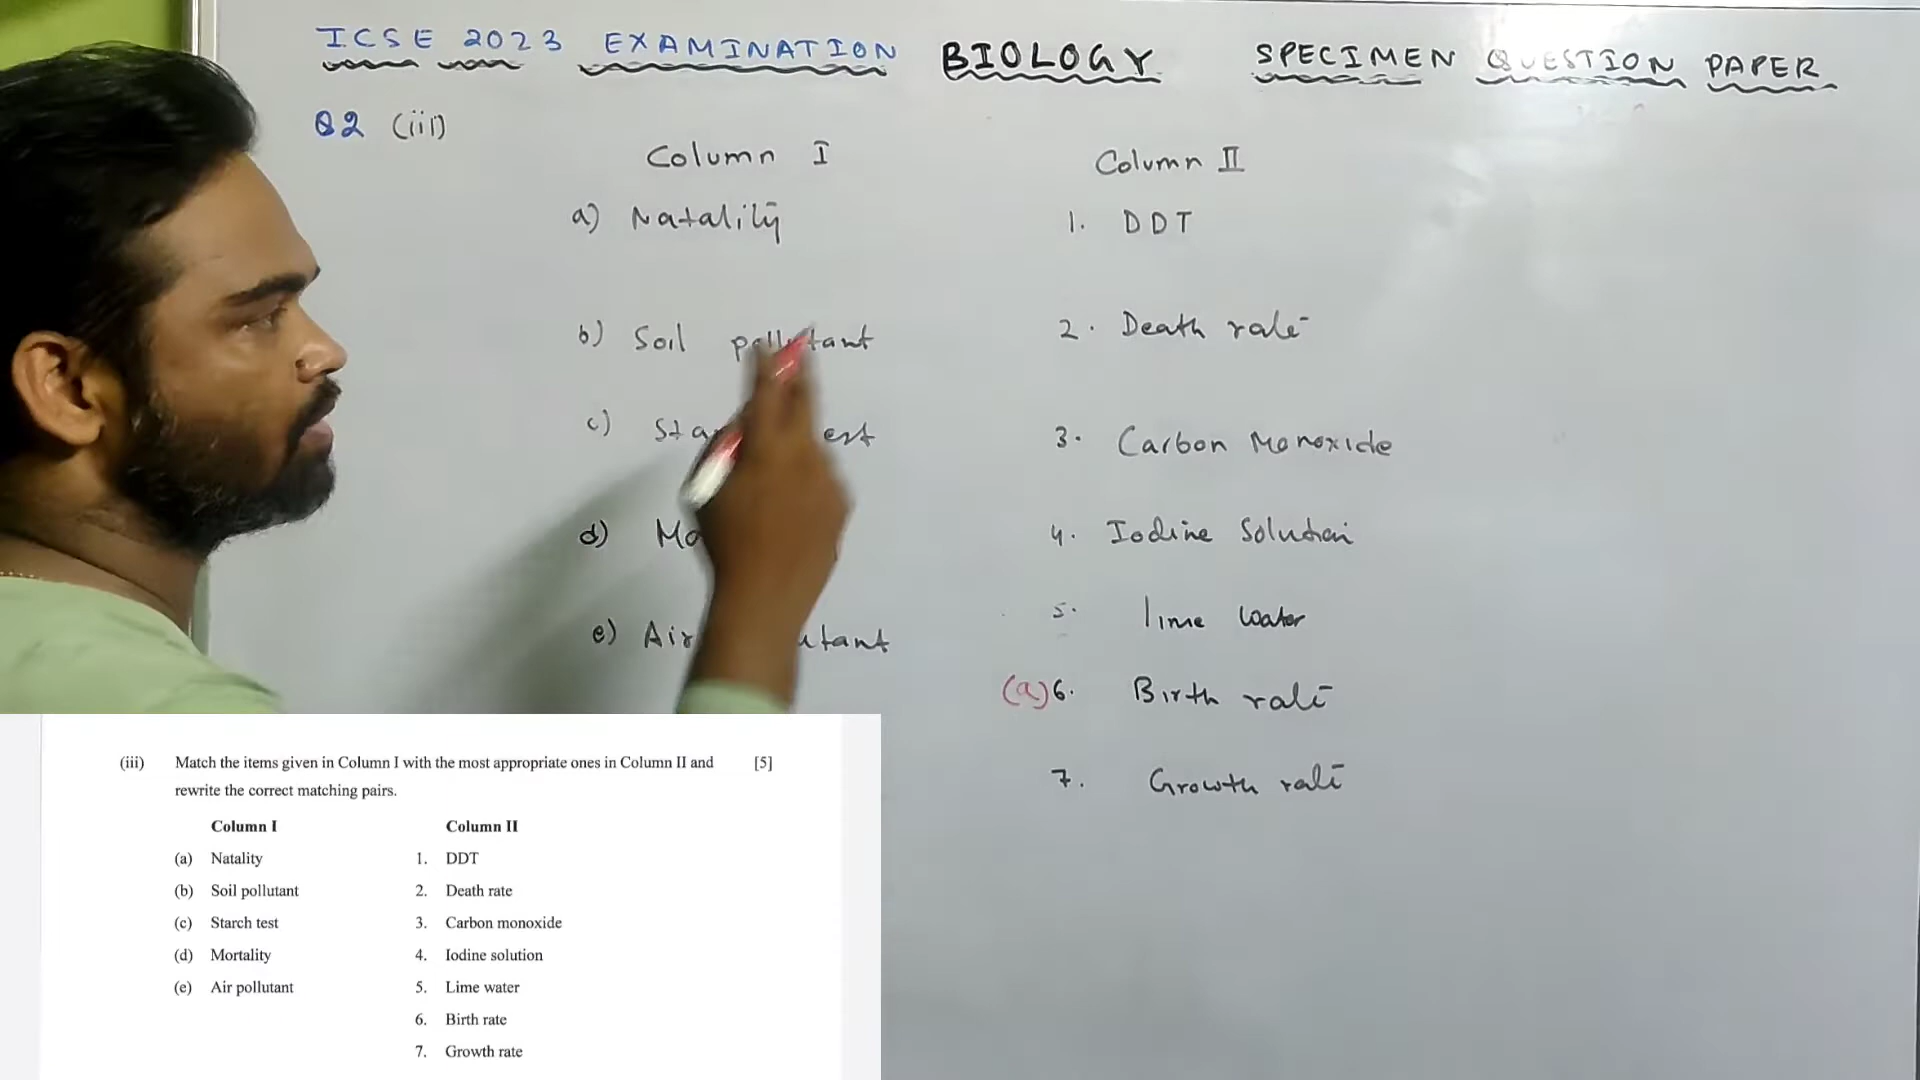 ICSE 2023 EXAMINATION BIOLOGY SPECIMEN QUESTION PAPER
Q2 (iii)
Column I Column II
a) Natality 1. DDT
b) Soil pollutant 2. Death rate
c) 3. Carbon Monoxide
d) 4. Iodine Solution
e) Air 5. lime water
(a) 6. Birth rate
7. Growth rate
(iii) Match the items given in Column I with the most appropriate ones in Column II and [5]
rewrite the correct matching pairs.
Column I Column II
(a) Natality 1. DDT
(b) Soil pollutant 2. Death rate
(c) Starch test 3. Carbon monoxide
(d) Mortality 4. Iodine solution
(e) Air pollutant 5. Lime water
6. Birth rate
7. Growth rate